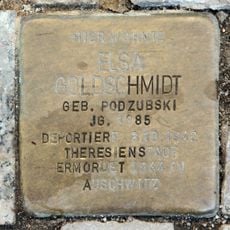 HIER WOHNTE
ELSA
GOLDSCHMIDT
GEB. PODZUBSKI
JG. 1885
DEPORTIERT
THERESIENSTADT
ERMORDET
AUSCHWITZ